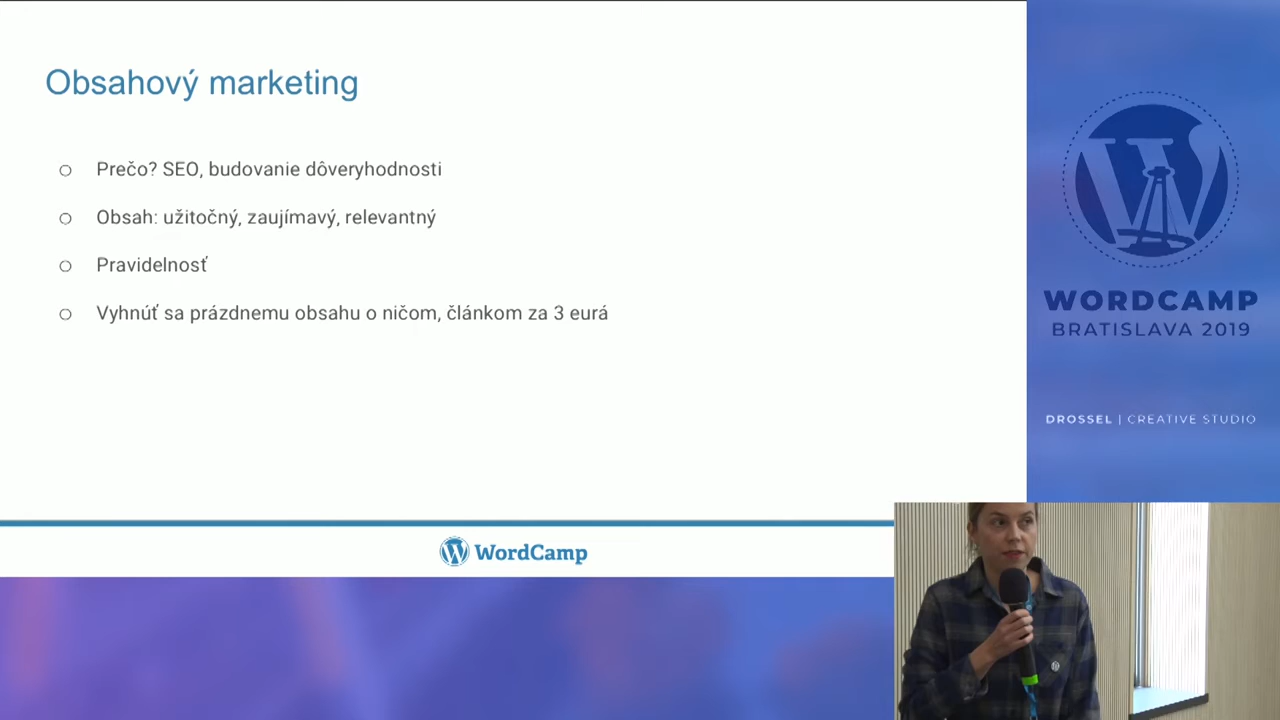 Obsahový marketing
Prečo? SEO, budovanie dôveryhodnosti
Obsah: užitočný, zaujímavý, relevantný
Pravidelnosť
Vyhnúť sa prázdnemu obsahu o ničom, článkom za 3 eurá
WordCamp
WORDCAMP
BRATISLAVA 2019
DROSSEL | CREATIVE STUDIO